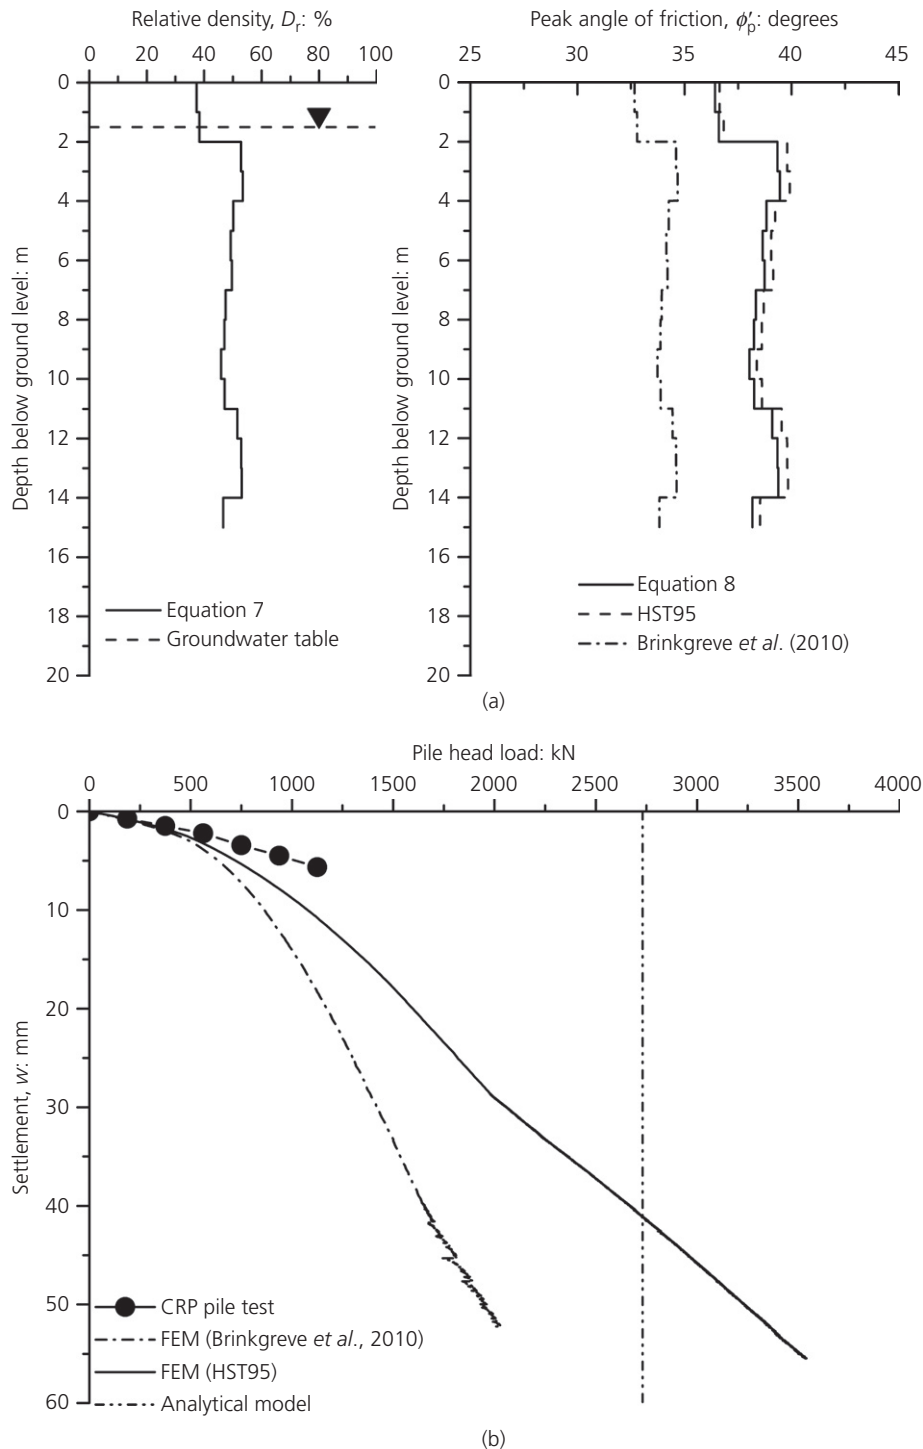 Relative density, Dr: %
0 20 40 60 80 100
Depth below ground level: m
0
2
4
6
8
10
12
14
16
18
20
Equation 7
Groundwater table
Peak angle of friction, ϕ′p: degrees
25 30 35 40 45
Depth below ground level: m
0
2
4
6
8
10
12
14
16
18
20
Equation 8
HST95
Brinkgreve et al. (2010)
(a)
Pile head load: kN
0 500 1000 1500 2000 2500 3000 3500 4000
Settlement, w: mm
0
10
20
30
40
50
60
CRP pile test
FEM (Brinkgreve et al., 2010)
FEM (HST95)
Analytical model
(b)